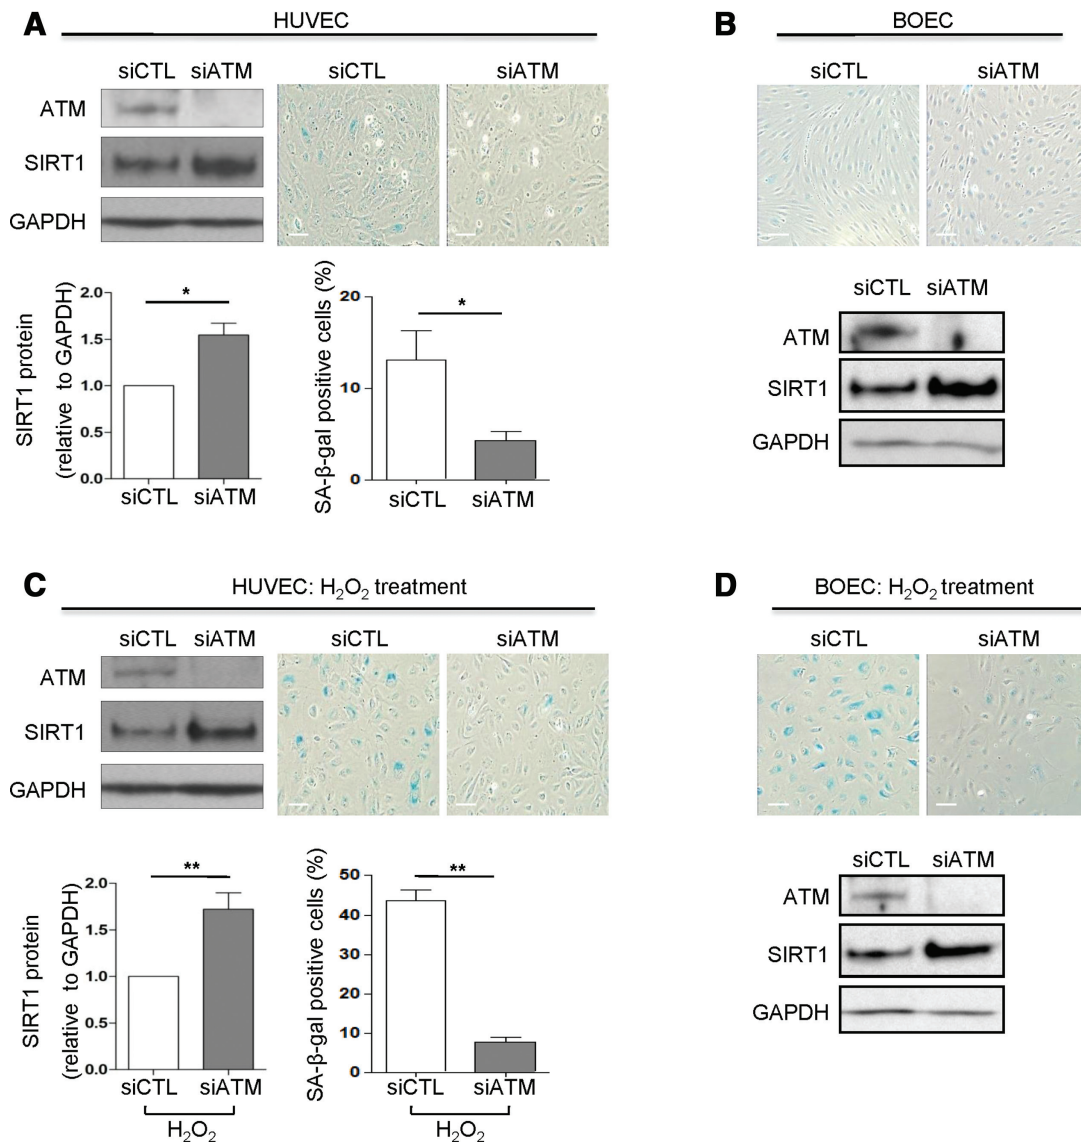 A
HUVEC
siCTL siATM
siCTL
siATM
ATM
SIRT1
GAPDH
SIRT1 protein
(relative to GAPDH)
2.0
1.5
1.0
0.5
0.0
*
siCTL siATM
SA-β-gal positive cells (%)
20
10
0
*
siCTL
siATM
B
BOEC
siCTL
siATM
siCTL siATM
ATM
SIRT1
GAPDH
C
HUVEC: H₂O₂ treatment
siCTL siATM
siCTL
siATM
ATM
SIRT1
GAPDH
SIRT1 protein
(relative to GAPDH)
2.0
1.5
1.0
0.5
0.0
**
siCTL siATM
H₂O₂
SA-β-gal positive cells (%)
50
40
30
20
10
0
**
siCTL siATM
H₂O₂
D
BOEC: H₂O₂ treatment
siCTL
siATM
siCTL siATM
ATM
SIRT1
GAPDH